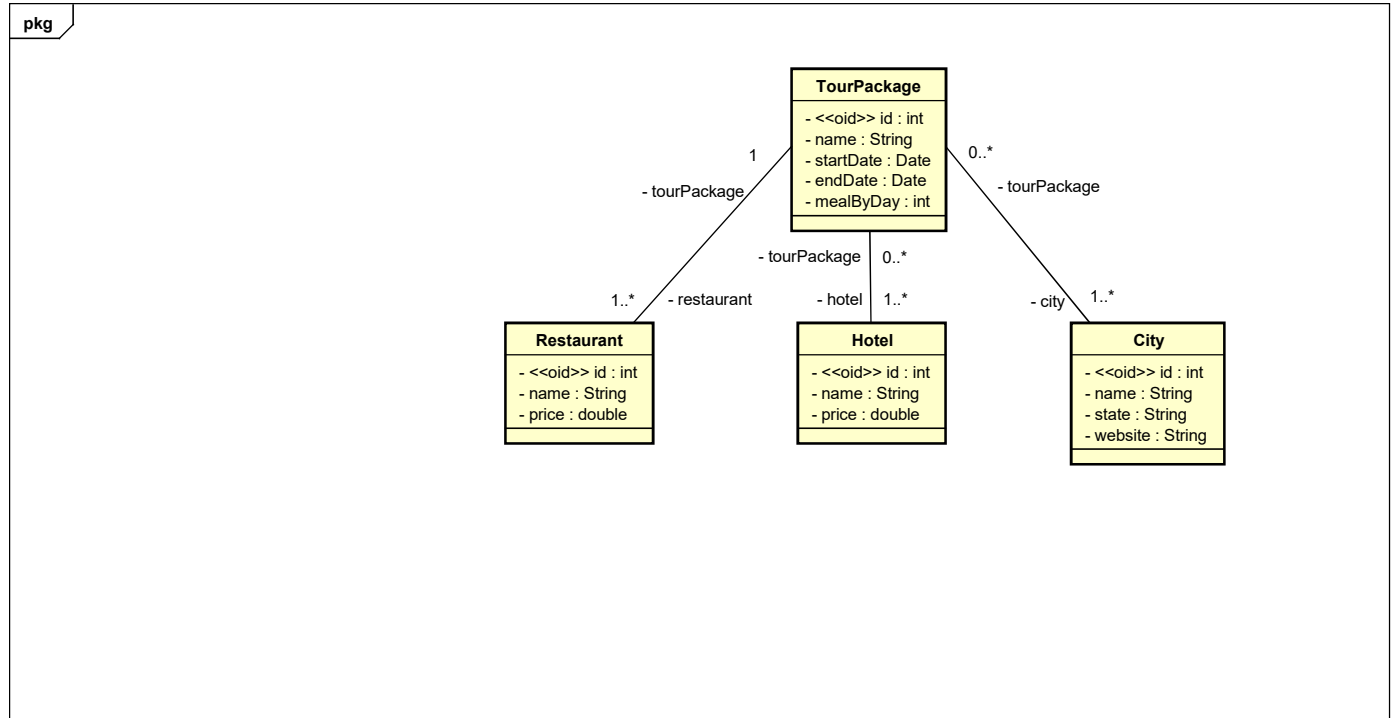 pkg
TourPackage
- <<oid>> id : int
- name : String
- startDate : Date
- endDate : Date
- mealByDay : int
1
- tourPackage
0..*
- tourPackage
- tourPackage
0..*
1..*
- restaurant
- hotel
1..*
- city
1..*
Restaurant
- <<oid>> id : int
- name : String
- price : double
Hotel
- <<oid>> id : int
- name : String
- price : double
City
- <<oid>> id : int
- name : String
- state : String
- website : String